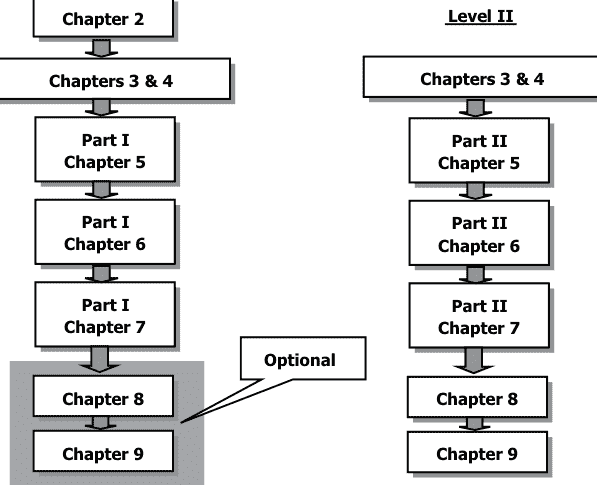 Chapter 2
Chapters 3 & 4
Part I
Chapter 5
Part I
Chapter 6
Part I
Chapter 7
Optional
Chapter 8
Chapter 9
Level II
Chapters 3 & 4
Part II
Chapter 5
Part II
Chapter 6
Part II
Chapter 7
Chapter 8
Chapter 9